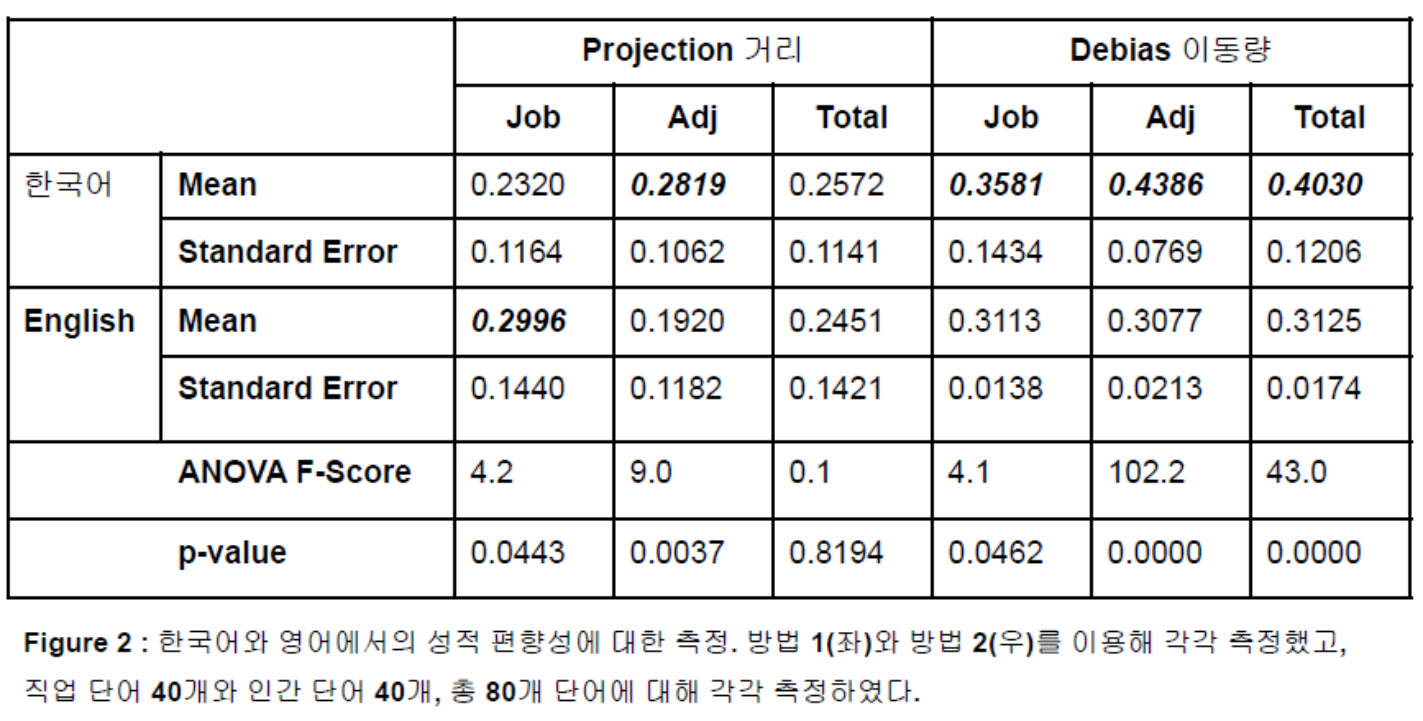 Projection 거리 Debias 이동량
Job Adj Total Job Adj Total
한국어 Mean 0.2320 0.2819 0.2572 0.3581 0.4386 0.4030
Standard Error 0.1164 0.1062 0.1141 0.1434 0.0769 0.1206
English Mean 0.2996 0.1920 0.2451 0.3113 0.3077 0.3125
Standard Error 0.1440 0.1182 0.1421 0.0138 0.0213 0.0174
ANOVA F-Score 4.2 9.0 0.1 4.1 102.2 43.0
p-value 0.0443 0.0037 0.8194 0.0462 0.0000 0.0000
Figure 2 : 한국어와 영어에서의 성적 편향성에 대한 측정. 방법 1(좌)와 방법 2(우)를 이용해 각각 측정했고,
직업 단어 40개와 인간 단어 40개, 총 80개 단어에 대해 각각 측정하였다.